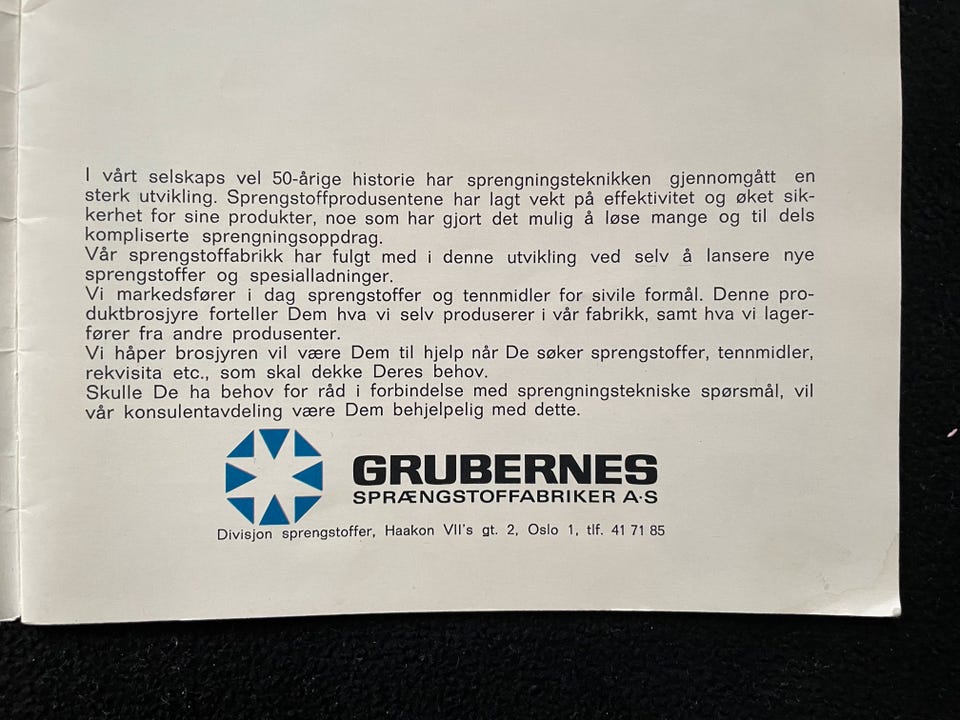 I vårt selskaps vel 50-årige historie har sprengningsteknikken gjennomgått en
sterk utvikling. Sprengstoffprodusentene har lagt vekt på effektivitet og øket sik-
kerhet for sine produkter, noe som har gjort det mulig å løse mange og til dels
kompliserte sprengningsoppdrag.
Vår sprengstoffabrikk har fulgt med i denne utvikling ved selv å lansere nye
sprengstoffer og spesialladninger.
Vi markedsfører i dag sprengstoffer og tennmidler for sivile formål. Denne pro-
duktbrosjyre forteller Dem hva vi selv produserer i vår fabrikk, samt hva vi lager-
fører fra andre produsenter.
Vi håper brosjyren vil være Dem til hjelp når De søker sprengstoffer, tennmidler,
rekvisita etc., som skal dekke Deres behov.
Skulle De ha behov for råd i forbindelse med sprengningstekniske spørsmål, vil
vår konsulentavdeling være Dem behjelpelig med dette.
GRUBERNES
SPRÆNGSTOFFABRIKER A·S
Divisjon sprengstoffer, Haakon VII's gt. 2, Oslo 1, tlf. 41 71 85